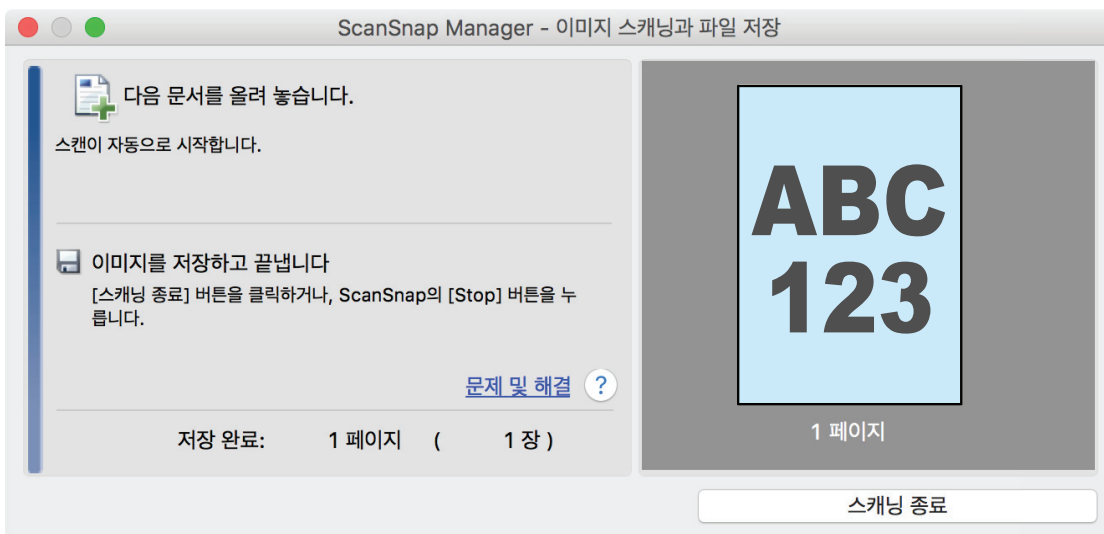 ScanSnap Manager - 이미지 스캐닝과 파일 저장
다음 문서를 올려 놓습니다.
스캔이 자동으로 시작합니다.
이미지를 저장하고 끝냅니다
[스캐닝 종료] 버튼을 클릭하거나, ScanSnap의 [Stop] 버튼을 누
릅니다.
문제 및 해결 ?
저장 완료: 1 페이지 ( 1 장 )
ABC
123
1 페이지
스캐닝 종료